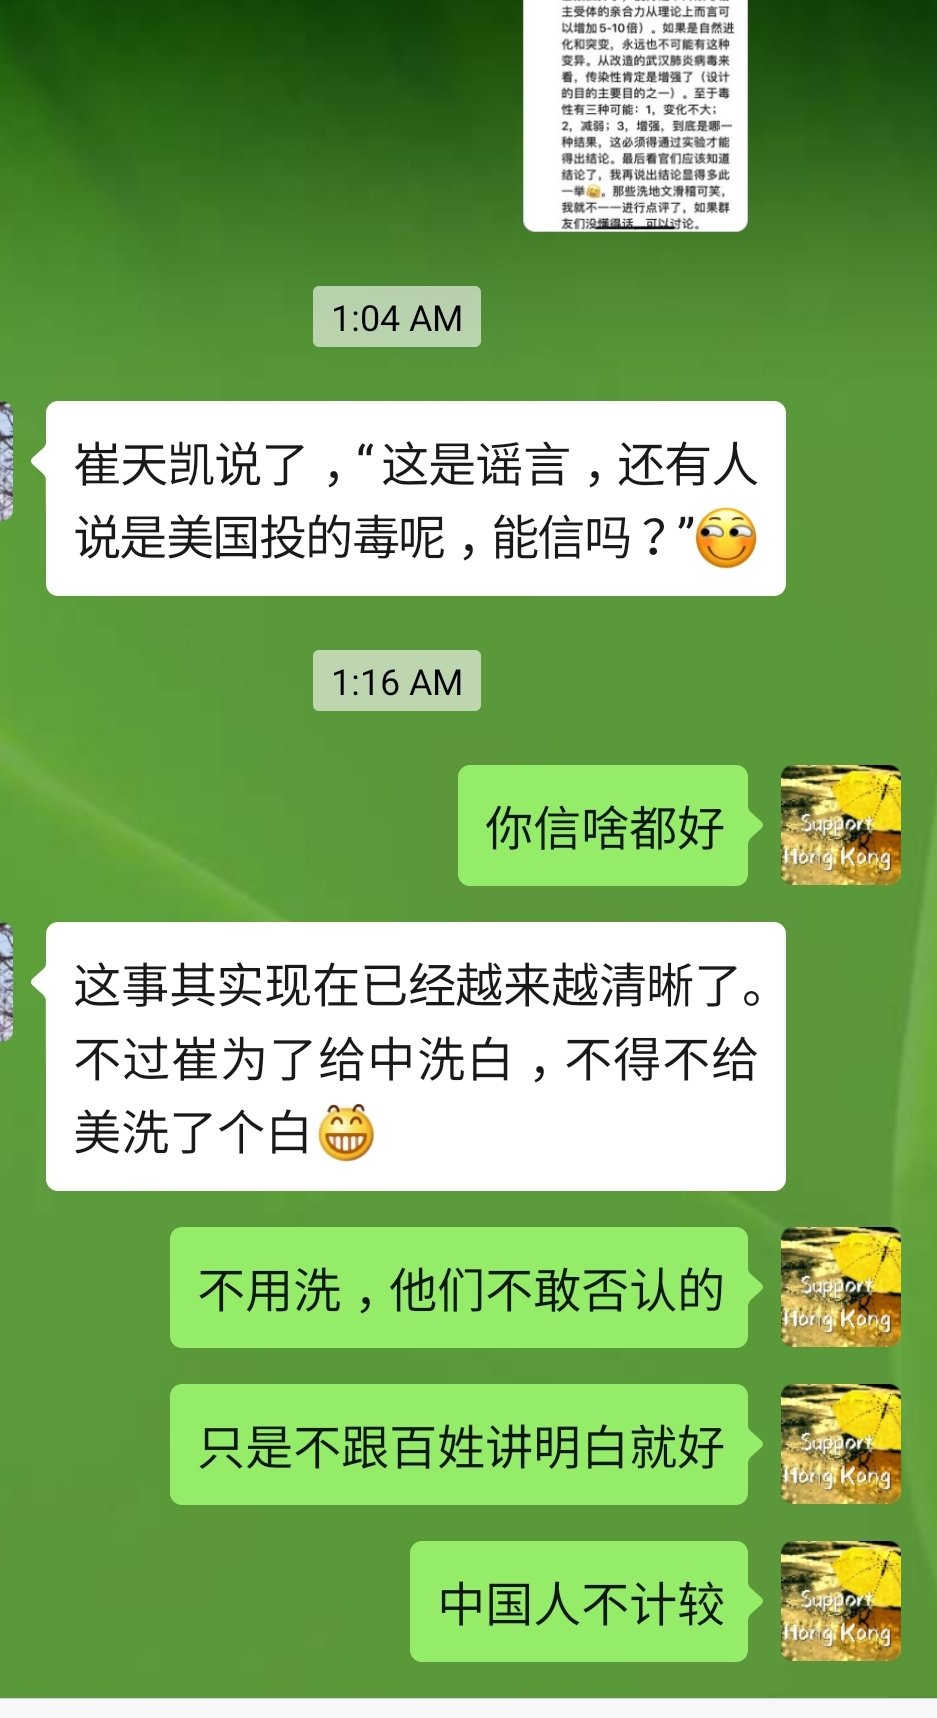 主受体的亲合力从理论上而言可
以增加5-10倍）。如果是自然进
化和突变，永远也不可能有这种
变异。从改造的武汉肺炎病毒来
看，传染性肯定是增强了（设计
的目的主要目的之一）。至于毒
性有三种可能：1，变化不大；
2，减弱；3，增强，到底是哪一
种结果，这必须得通过实验才能
得出结论。最后看官们应该知道
结论了，我再说出结论显得多此
一举😂。那些洗地文滑稽可笑，
我就不一一进行点评了，如果群
友们没懂得话，可以讨论。
1:04 AM
崔天凯说了，“这是谣言，还有人
说是美国投的毒呢，能信吗？”
1:16 AM
你信啥都好
Support
Hong Kong
这事其实现在已经越来越清晰了。
不过崔为了给中洗白，不得不给
美洗了个白😁
不用洗，他们不敢否认的
Support
Hong Kong
只是不跟百姓讲明白就好
Support
Hong Kong
中国人不计较
Support
Hong Kong